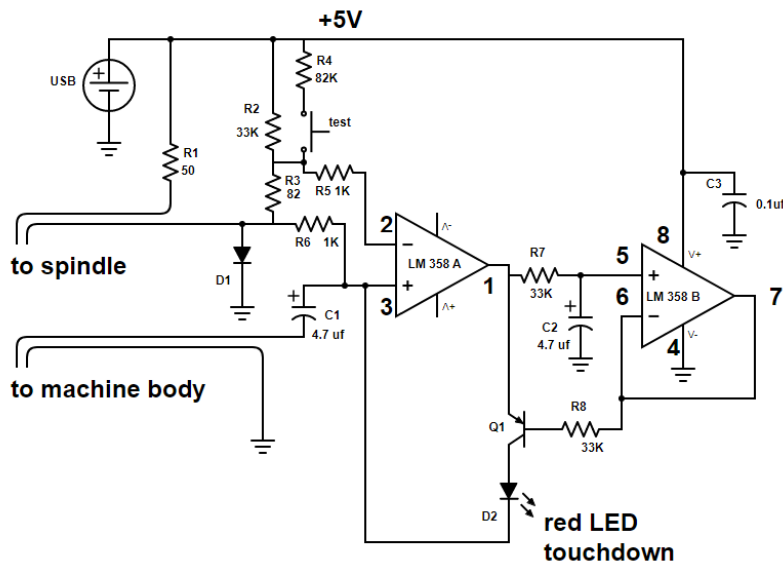 +5V
USB
R4
82K
R2
33K
test
R1
50
R3
82
R5 1K
C3
0.1uf
2
V-
8
V+
R6 1K
to spindle
D1
LM 358 A
1
R7
33K
5
6
LM 358 B
7
3
V+
C1
4.7 uf
C2
4.7 uf
4
V-
to machine body
Q1
R8
33K
D2
red LED
touchdown